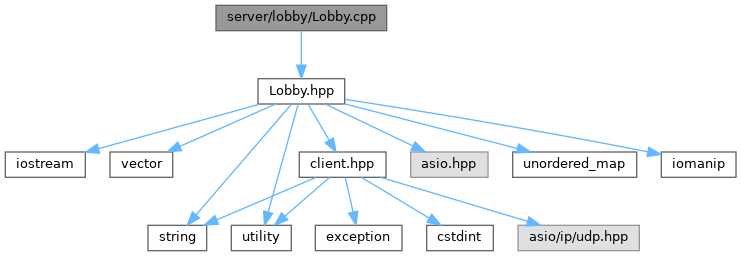 server/lobby/Lobby.cpp
Lobby.hpp
iostream
vector
client.hpp
asio.hpp
unordered_map
iomanip
string
utility
exception
cstdint
asio/ip/udp.hpp